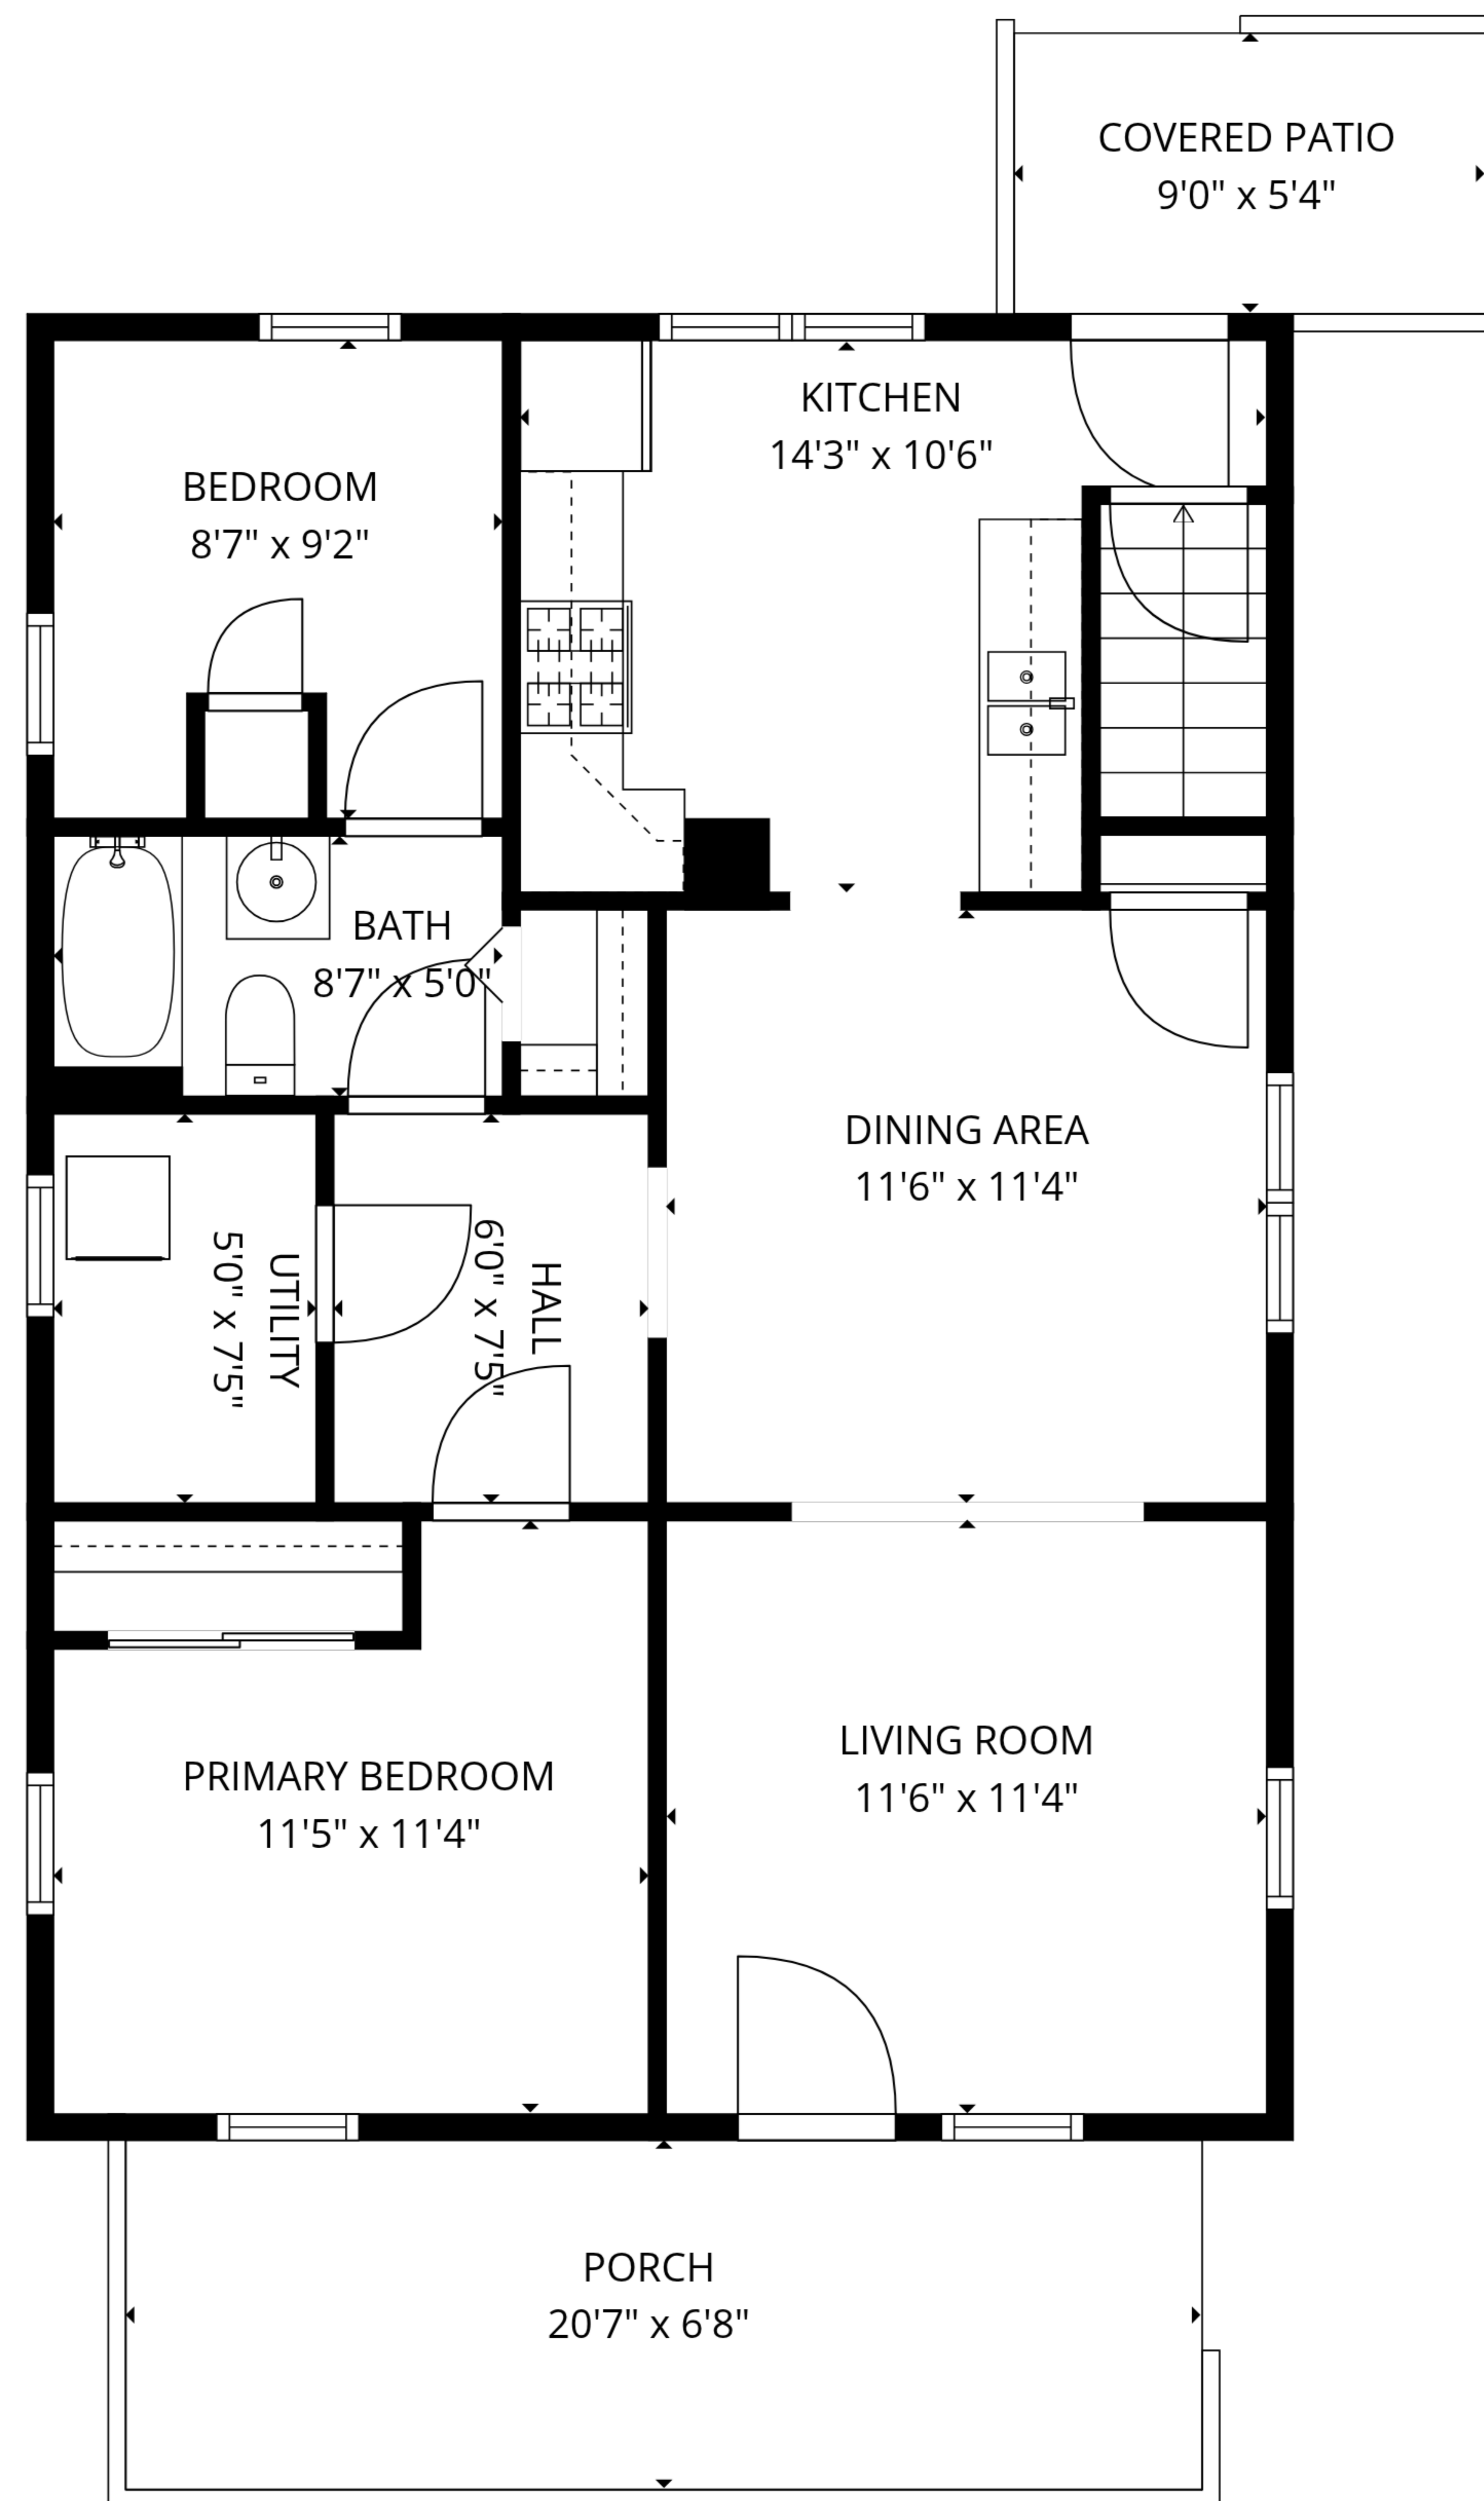 COVERED PATIO
9'0" x 5'4"
KITCHEN
14'3" x 10'6"
BEDROOM
8'7" x 9'2"
BATH
8'7" x 5'0"
DINING AREA
11'6" x 11'4"
UTILITY
5'0" x 7'5"
HALL
6'0" x 7'5"
LIVING ROOM
11'6" x 11'4"
PRIMARY BEDROOM
11'5" x 11'4"
PORCH
20'7" x 6'8"